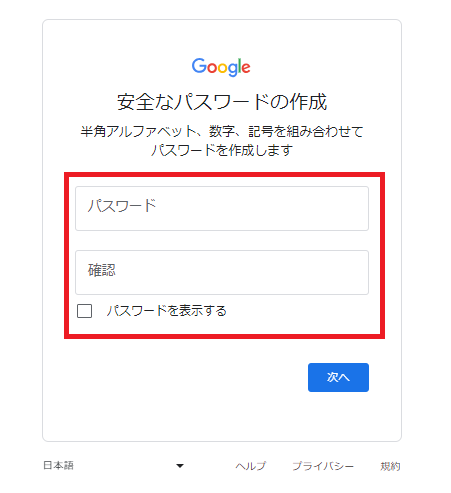 Google
安全なパスワードの作成
半角アルファベット、数字、記号を組み合わせて
パスワードを作成します
パスワード
確認
パスワードを表示する
次へ
日本語 ヘルプ プライバシー 規約